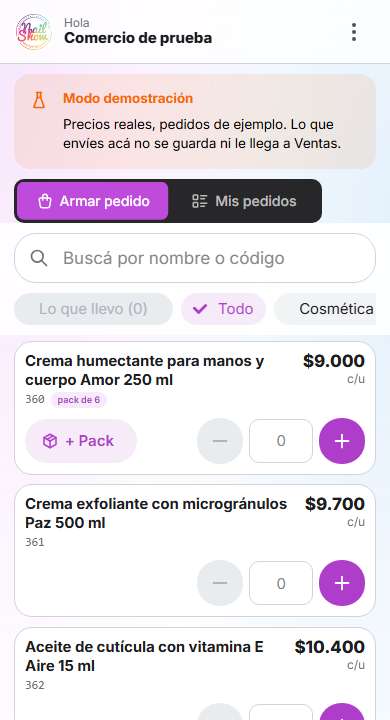 Nail
Show
Hola
Comercio de prueba
Modo demostración
Precios reales, pedidos de ejemplo. Lo que
envíes acá no se guarda ni le llega a Ventas.
Armar pedido
Mis pedidos
Buscá por nombre o código
Lo que llevo (0)
Todo
Cosmética
Crema humectante para manos y
cuerpo Amor 250 ml
$9.000
c/u
360
pack de 6
+ Pack
0
Crema exfoliante con microgránulos
Paz 500 ml
$9.700
c/u
361
0
Aceite de cutícula con vitamina E
Aire 15 ml
$10.400
c/u
362